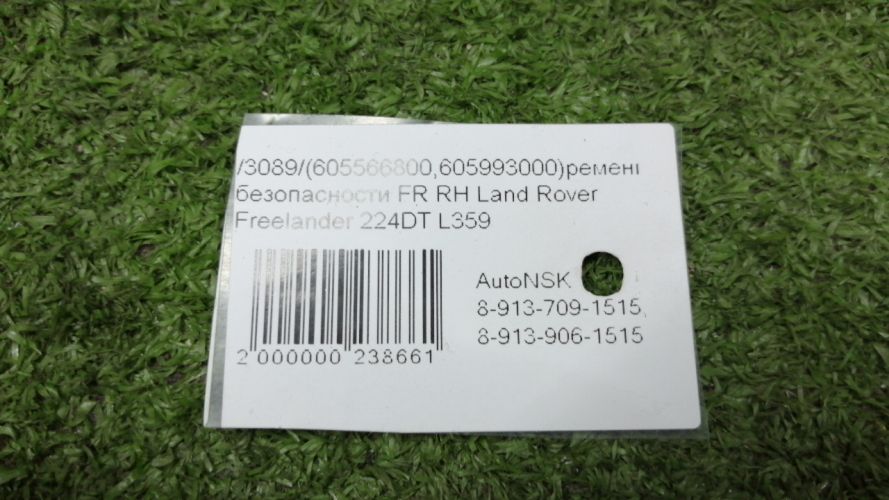 /3089/(605566800,605993000)ремень
безопасности FR RH Land Rover
Freelander 224DT L359
AutoNSK
8-913-709-1515,
8-913-906-1515
2 000000 238661